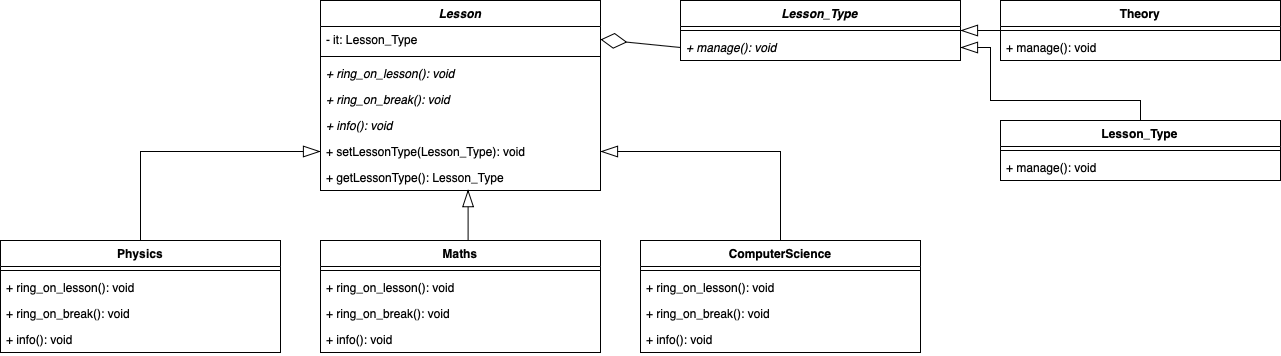 Lesson
- it: Lesson_Type
+ ring_on_lesson(): void
+ ring_on_break(): void
+ info(): void
+ setLessonType(Lesson_Type): void
+ getLessonType(): Lesson_Type
Lesson_Type
+ manage(): void
Theory
+ manage(): void
Lesson_Type
+ manage(): void
Physics
+ ring_on_lesson(): void
+ ring_on_break(): void
+ info(): void
Maths
+ ring_on_lesson(): void
+ ring_on_break(): void
+ info(): void
ComputerScience
+ ring_on_lesson(): void
+ ring_on_break(): void
+ info(): void